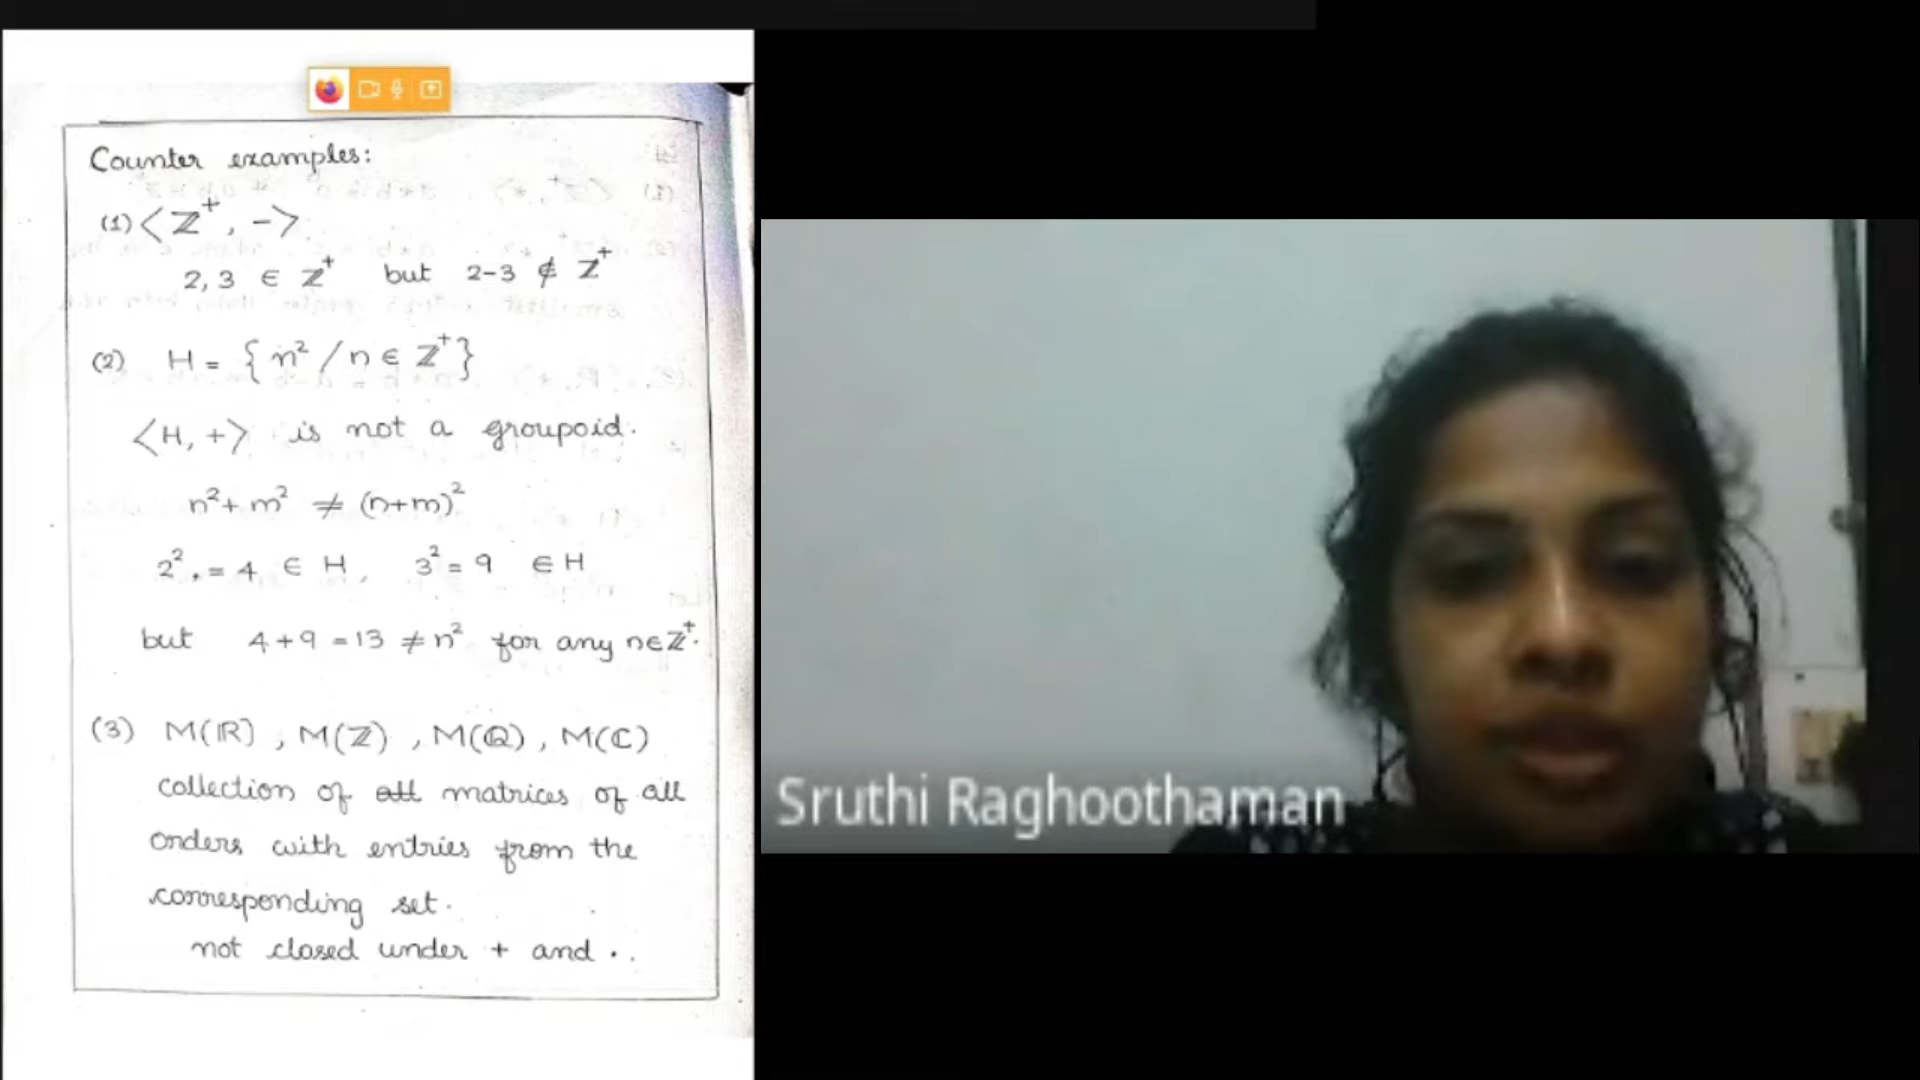 Counter examples:
(1) ⟨ℤ⁺, −⟩.
2, 3 ∈ ℤ⁺ but 2-3 ∉ ℤ⁺
(2) H = { n² / n ∈ ℤ⁺}
⟨H, +⟩ is not a groupoid.
n² + m² ≠ (n+m)²
2² = 4 ∈ H, 3² = 9 ∈ H
but 4 + 9 = 13 ≠ n² for any n∈ℤ⁺.
(3) M(ℝ), M(ℤ), M(ℚ), M(ℂ)
collection of all matrices of all
orders with entries from the
corresponding set.
not closed under + and ·.
Sruthi Raghoothaman